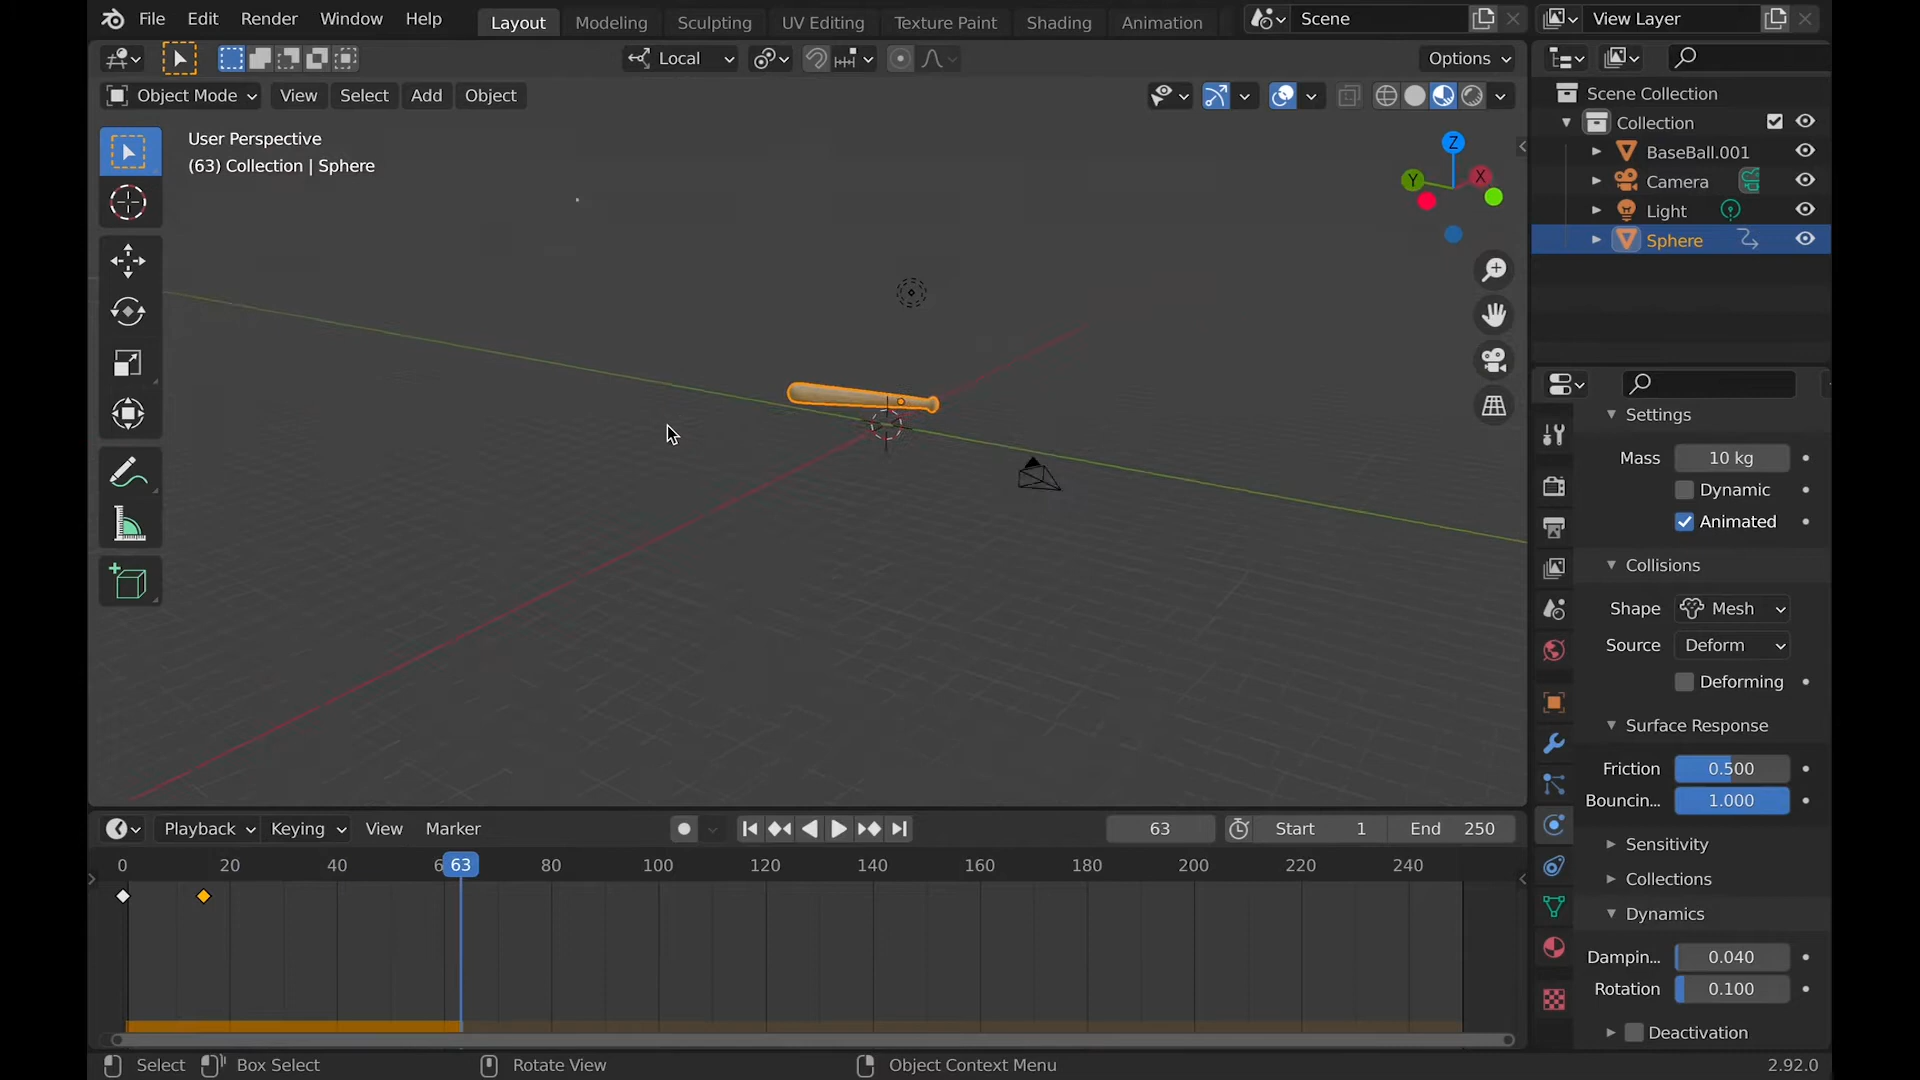 File Edit Render Window Help
Layout Modeling Sculpting UV Editing Texture Paint Shading Animation
Scene
View Layer
Local
Options
Object Mode View Select Add Object
User Perspective
(63) Collection | Sphere
Z
Y
X
Scene Collection
Collection
BaseBall.001
Camera
Light
Sphere
Settings
Mass 10 kg
Dynamic
Animated
Collisions
Shape Mesh
Source Deform
Deforming
Surface Response
Friction 0.500
Bouncin... 1.000
Sensitivity
Collections
Dynamics
Dampin... 0.040
Rotation 0.100
Deactivation
Playback Keying View Marker
63
Start 1
End 250
0 20 40 6 63 80 100 120 140 160 180 200 220 240
Select Box Select Rotate View Object Context Menu
2.92.0